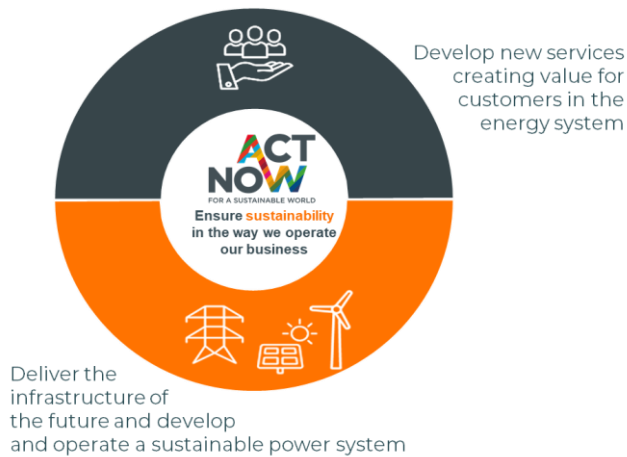 Develop new services
creating value for
customers in the
energy system
ACT
NOW
FOR A SUSTAINABLE WORLD
Ensure sustainability
in the way we operate
our business
Deliver the
infrastructure of
the future and develop
and operate a sustainable power system